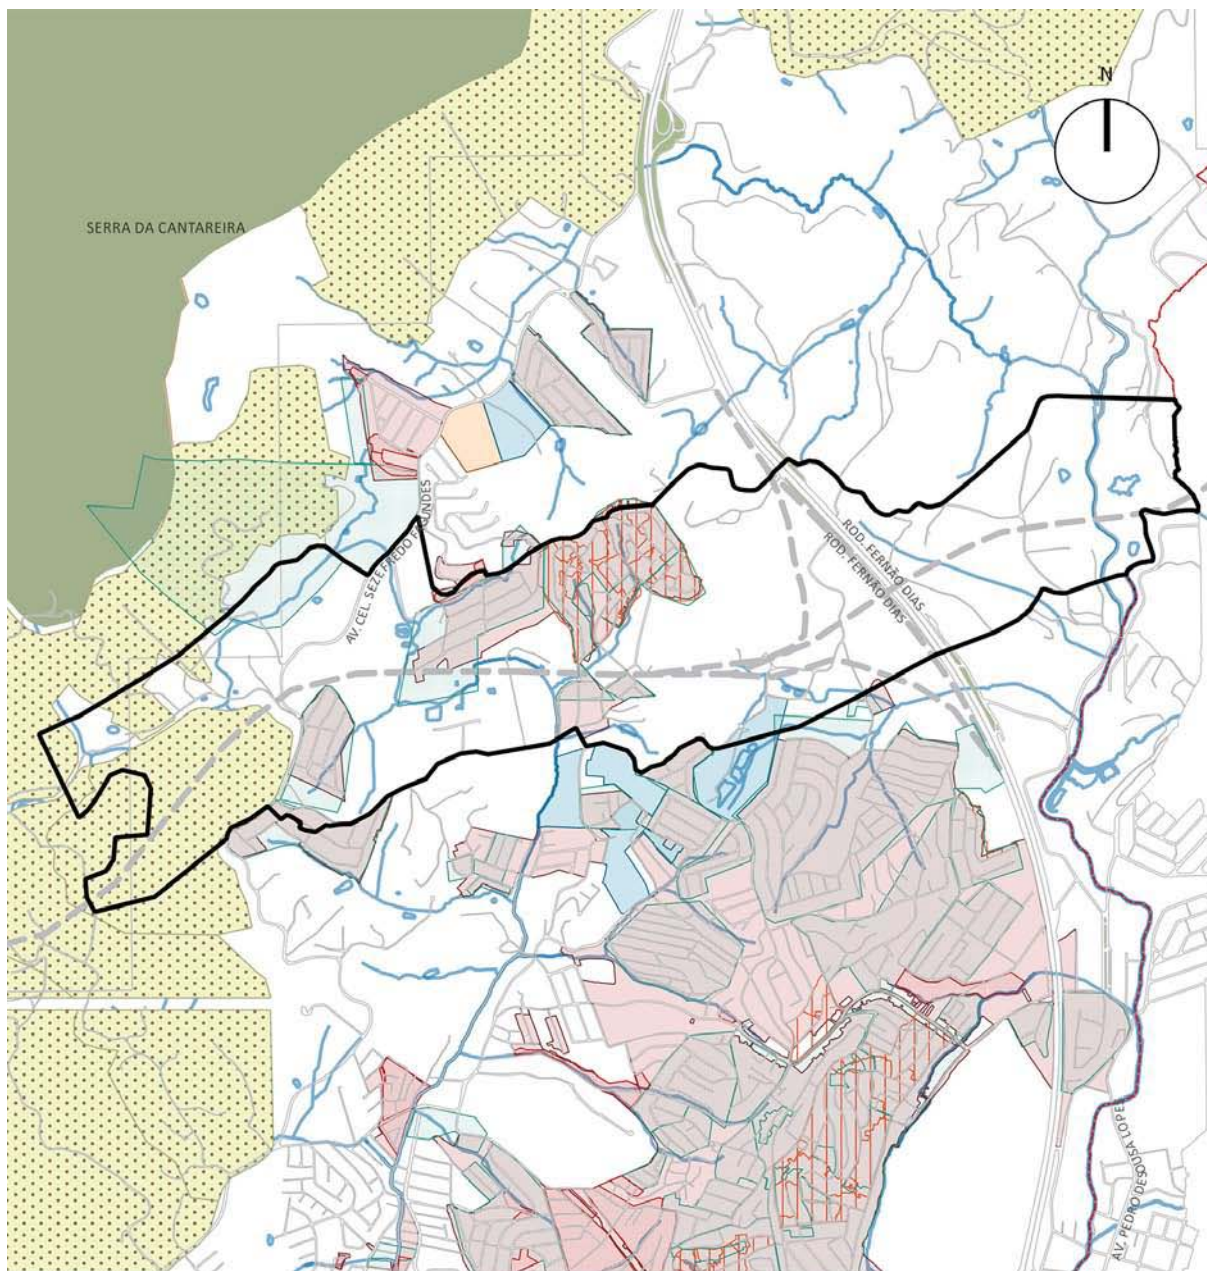 N
SERRA DA CANTAREIRA
AV. CEL. SEZEFREDO FAGUNDES
ROD. FERNÃO DIAS
ROD. FERNÃO DIAS
AV. PEDRO DE SOUSA LOPES